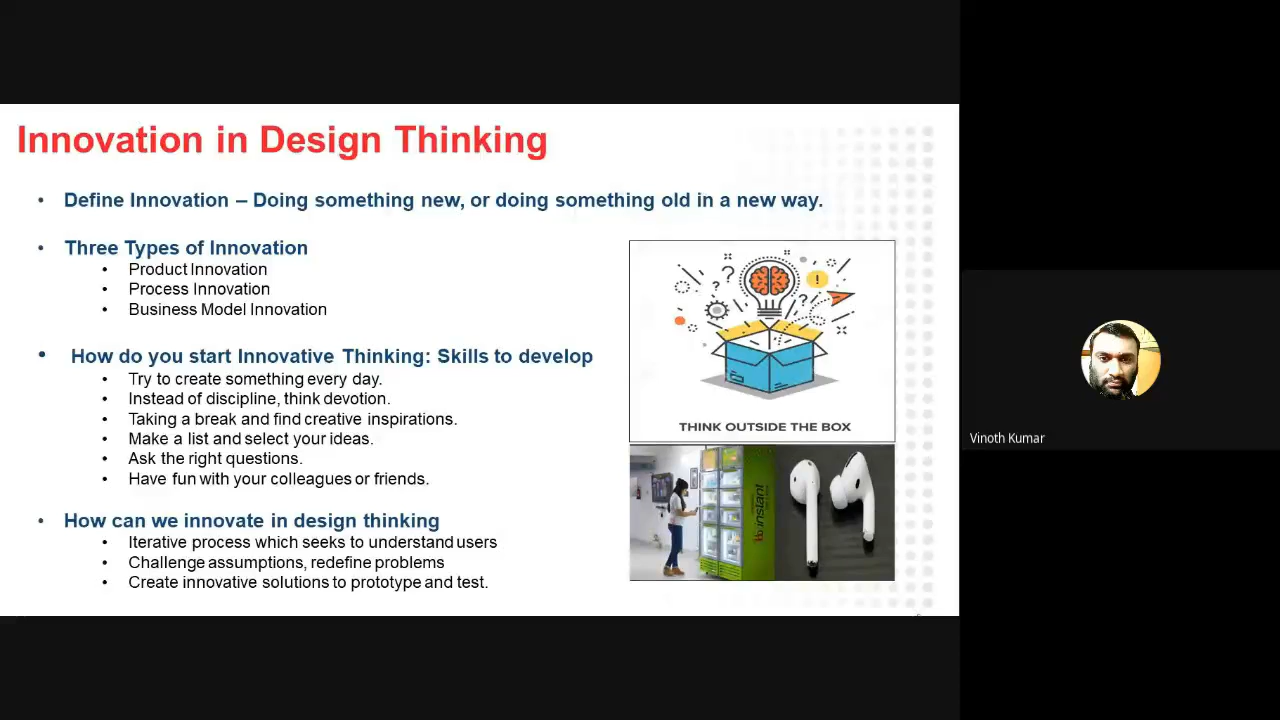 Innovation in Design Thinking
• Define Innovation – Doing something new, or doing something old in a new way.
• Three Types of Innovation
• Product Innovation
• Process Innovation
• Business Model Innovation
• How do you start Innovative Thinking: Skills to develop
• Try to create something every day.
• Instead of discipline, think devotion.
• Taking a break and find creative inspirations.
• Make a list and select your ideas.
• Ask the right questions.
• Have fun with your colleagues or friends.
• How can we innovate in design thinking
• Iterative process which seeks to understand users
• Challenge assumptions, redefine problems
• Create innovative solutions to prototype and test.
THINK OUTSIDE THE BOX
Vinoth Kumar